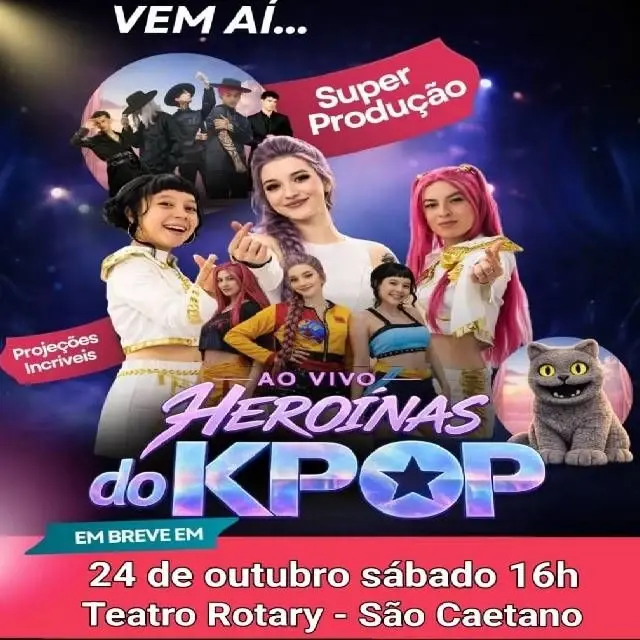 VEM AÍ...
Super
Produção
Projeções
Incríveis
AO VIVO
HEROÍNAS
do KPOP
EM BREVE EM
24 de outubro sábado 16h
Teatro Rotary - São Caetano